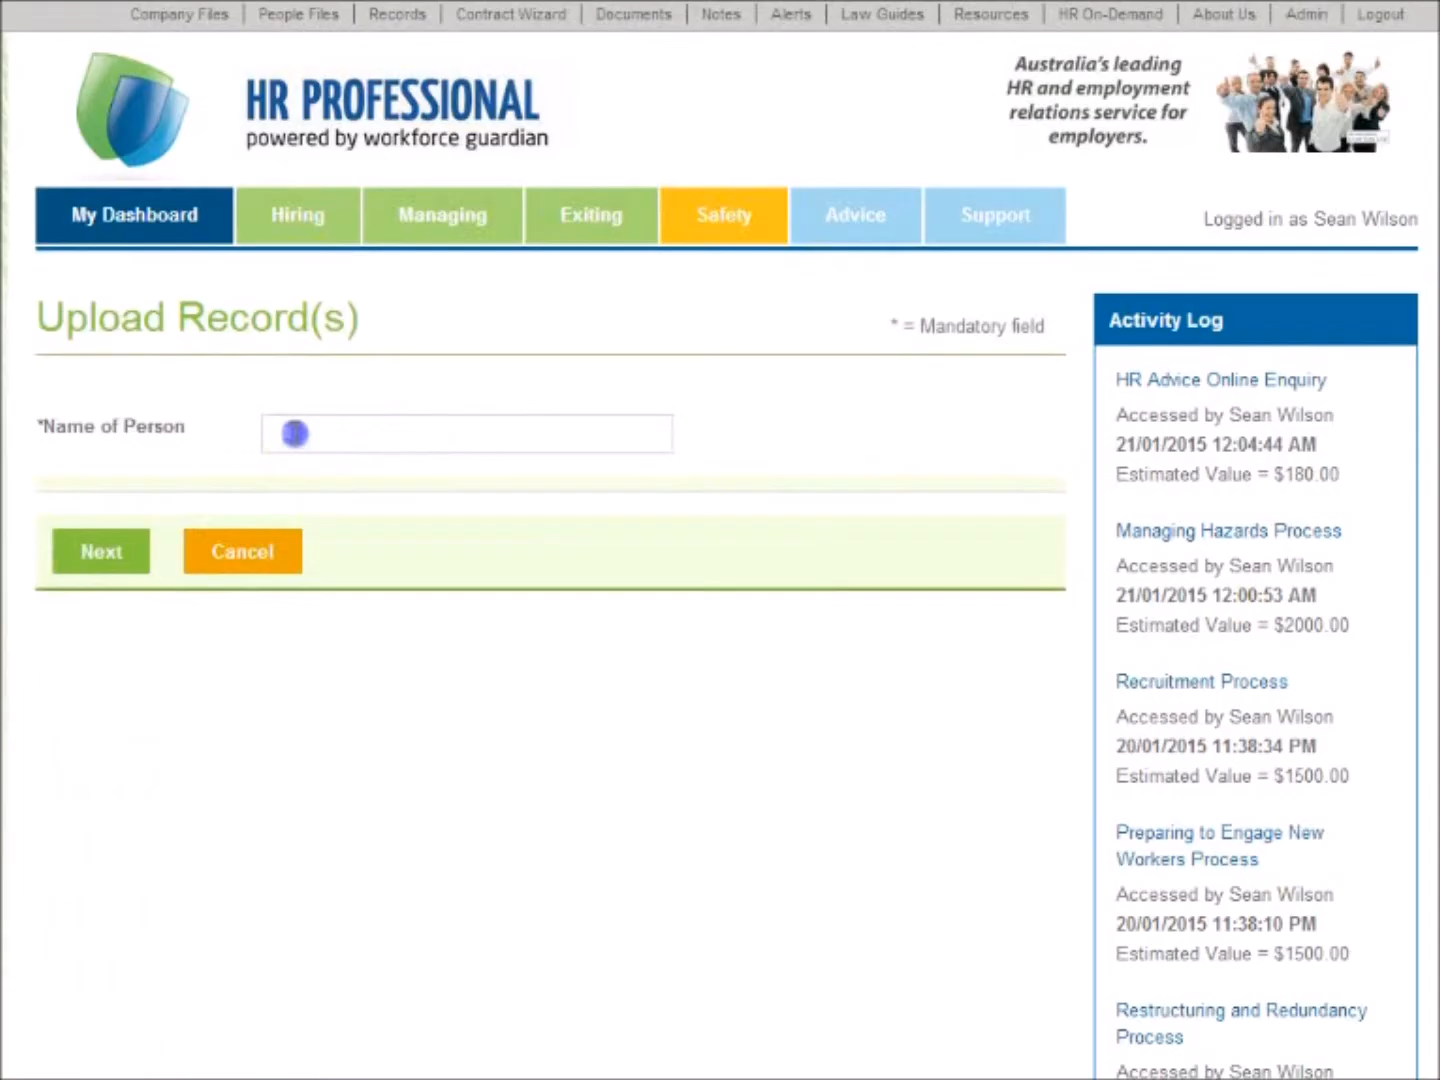 Company Files | People Files | Records | Contract Wizard | Documents | Notes | Alerts | Law Guides | Resources | HR On-Demand | About Us | Admin | Logout
HR PROFESSIONAL
powered by workforce guardian
Australia's leading
HR and employment
relations service for
employers.
My Dashboard Hiring Managing Exiting Safety Advice Support
Logged in as Sean Wilson
Upload Record(s)
* = Mandatory field
*Name of Person
Next Cancel
Activity Log
HR Advice Online Enquiry
Accessed by Sean Wilson
21/01/2015 12:04:44 AM
Estimated Value = $180.00
Managing Hazards Process
Accessed by Sean Wilson
21/01/2015 12:00:53 AM
Estimated Value = $2000.00
Recruitment Process
Accessed by Sean Wilson
20/01/2015 11:38:34 PM
Estimated Value = $1500.00
Preparing to Engage New
Workers Process
Accessed by Sean Wilson
20/01/2015 11:38:10 PM
Estimated Value = $1500.00
Restructuring and Redundancy
Process
Accessed by Sean Wilson